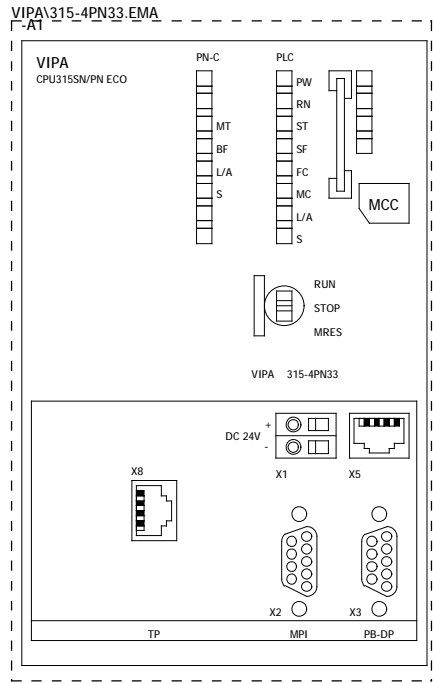 VIPA\315-4PN33.EMA
-A1
VIPA
CPU315SN/PN ECO
PN-C PLC
PW
RN
MT ST
BF SF
L/A FC
S MC
MCC
L/A
S
RUN
STOP
MRES
VIPA 315-4PN33
+
DC 24V
-
X8 X1 X5
X2 X3
TP MPI PB-DP